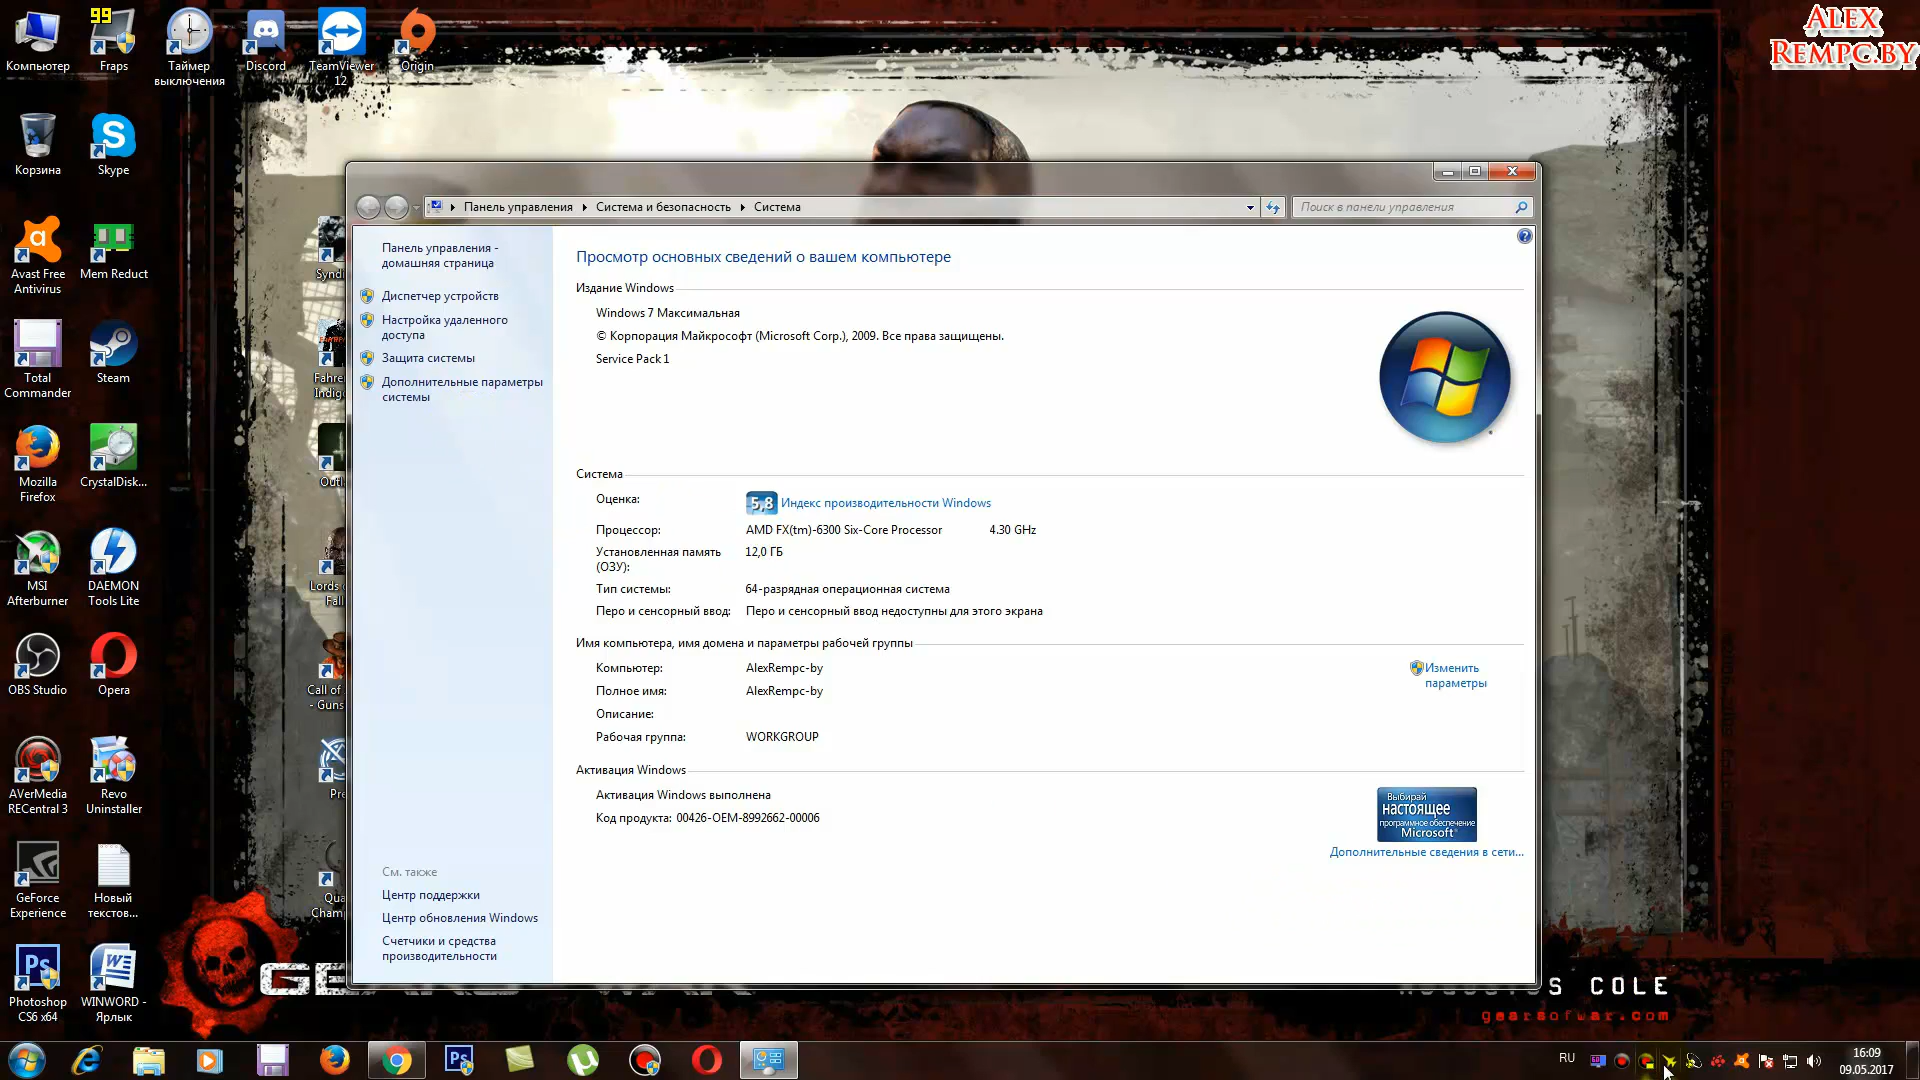 99
Компьютер
Fraps
Таймер
выключения
Discord
TeamViewer
12
Origin
ALEX
REMPC.BY
Корзина
Skype
Avast Free
Antivirus
Mem Reduct
Total
Commander
Steam
Mozilla
Firefox
CrystalDisk...
MSI
Afterburner
DAEMON
Tools Lite
OBS Studio
Opera
AVerMedia
RECentral 3
Revo
Uninstaller
GeForce
Experience
Новый
текстов...
Photoshop
CS6 x64
WINWORD -
Ярлык
Call of
- Guns
Панель управления
Система и безопасность
Система
Поиск в панели управления
Панель управления -
домашняя страница
Диспетчер устройств
Настройка удаленного
доступа
Защита системы
Дополнительные параметры
системы
См. также
Центр поддержки
Центр обновления Windows
Счетчики и средства
производительности
Просмотр основных сведений о вашем компьютере
Издание Windows
Windows 7 Максимальная
© Корпорация Майкрософт (Microsoft Corp.), 2009. Все права защищены.
Service Pack 1
Система
Оценка:
5,8 Индекс производительности Windows
Процессор: AMD FX(tm)-6300 Six-Core Processor 4.30 GHz
Установленная память
(ОЗУ): 12,0 ГБ
Тип системы: 64-разрядная операционная система
Перо и сенсорный ввод: Перо и сенсорный ввод недоступны для этого экрана
Имя компьютера, имя домена и параметры рабочей группы
Компьютер: AlexRempc-by
Изменить
параметры
Полное имя: AlexRempc-by
Описание:
Рабочая группа: WORKGROUP
Активация Windows
Активация Windows выполнена
Код продукта: 00426-OEM-8992662-00006
Выбирай
настоящее
программное обеспечение
Microsoft
Дополнительные сведения в сети...
COLE
gearsofwar.com
RU
16:09
09.05.2017